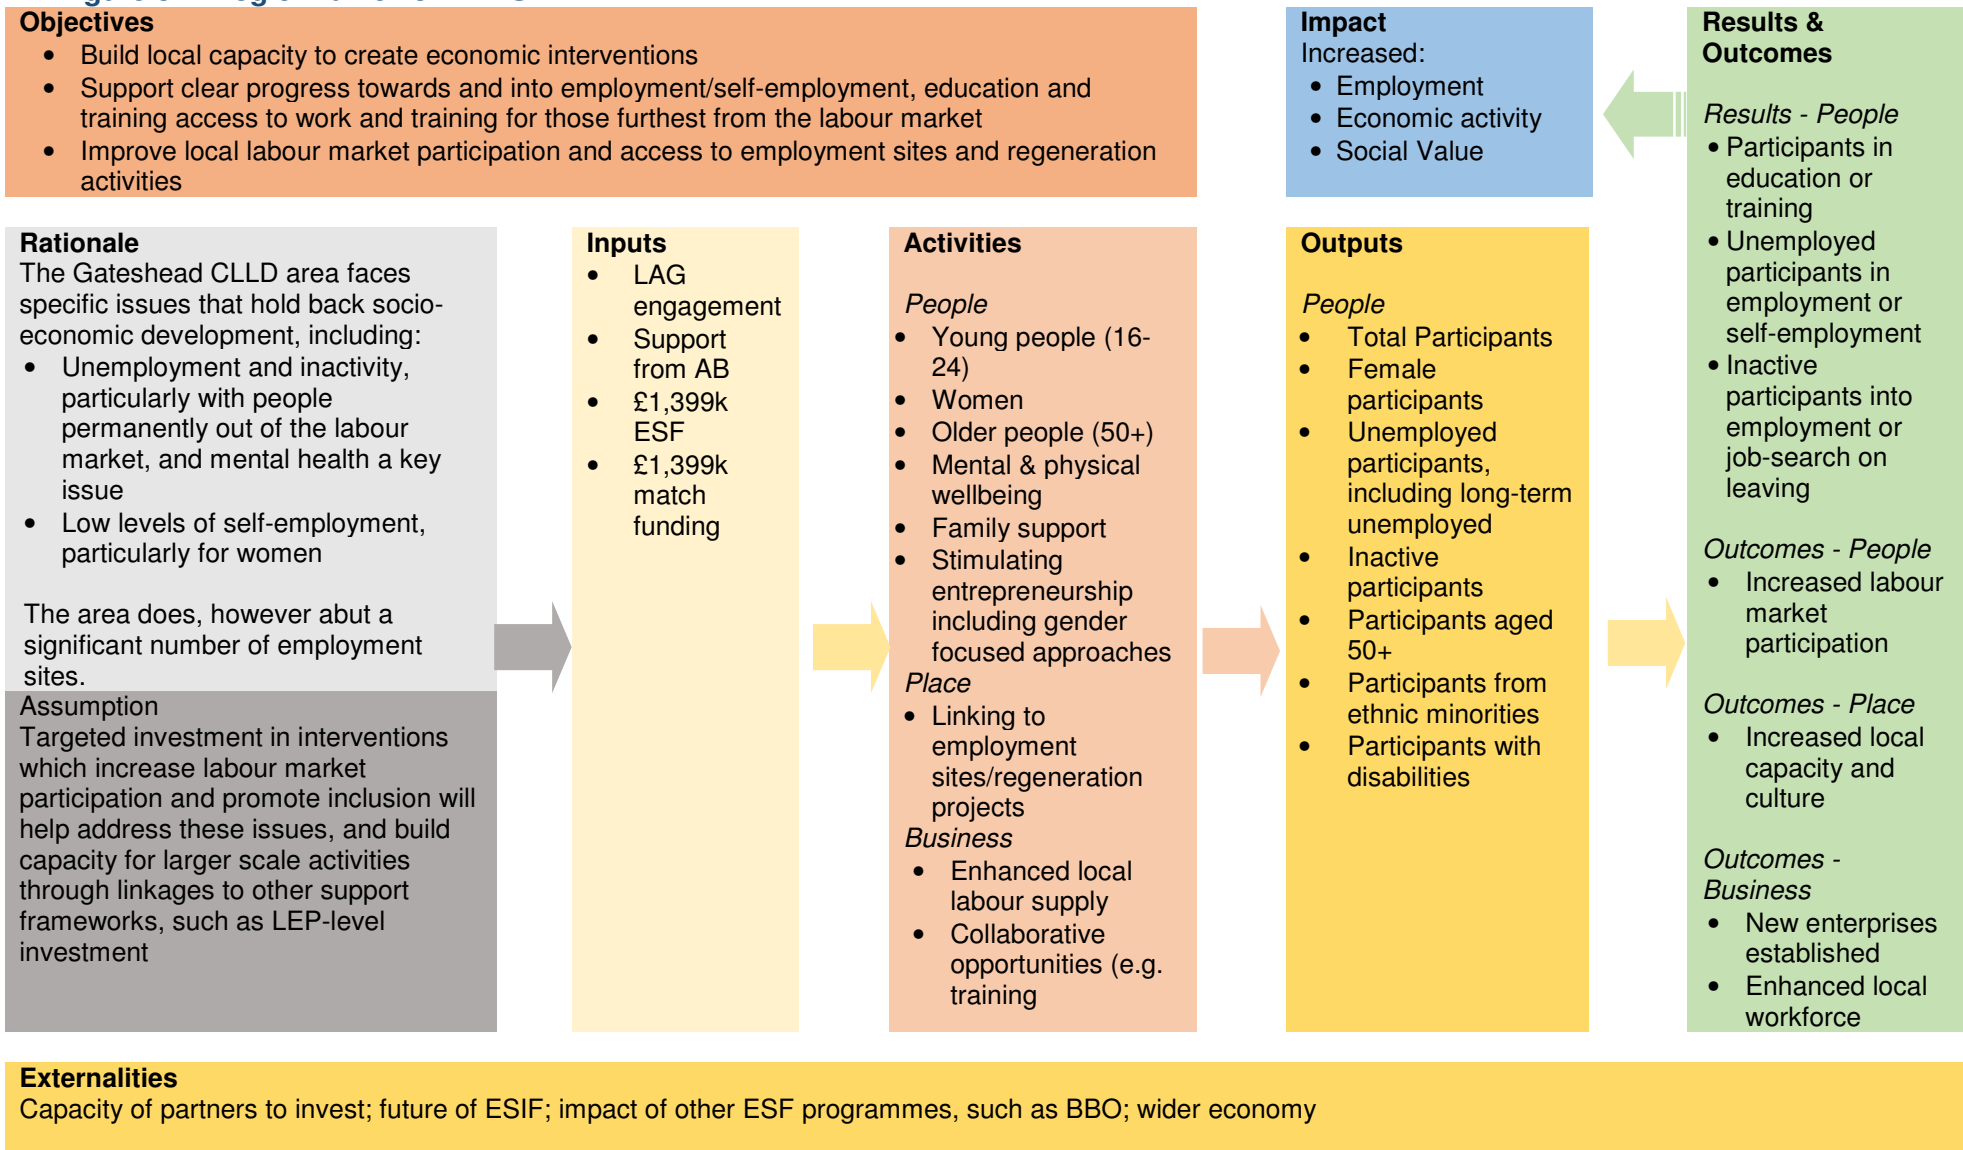 Objectives
• Build local capacity to create economic interventions
• Support clear progress towards and into employment/self-employment, education and
training access to work and training for those furthest from the labour market
• Improve local labour market participation and access to employment sites and regeneration
activities
Impact
Increased:
• Employment
• Economic activity
• Social Value
Rationale
The Gateshead CLLD area faces
specific issues that hold back socio-
economic development, including:
• Unemployment and inactivity,
particularly with people
permanently out of the labour
market, and mental health a key
issue
• Low levels of self-employment,
particularly for women
The area does, however abut a
significant number of employment
sites.
Assumption
Targeted investment in interventions
which increase labour market
participation and promote inclusion will
help address these issues, and build
capacity for larger scale activities
through linkages to other support
frameworks, such as LEP-level
investment
Inputs
• LAG
engagement
• Support
from AB
• £1,399k
ESF
• £1,399k
match
funding
Activities
People
• Young people (16-
24)
• Women
• Older people (50+)
• Mental & physical
wellbeing
• Family support
• Stimulating
entrepreneurship
including gender
focused approaches
Place
• Linking to
employment
sites/regeneration
projects
Business
• Enhanced local
labour supply
• Collaborative
opportunities (e.g.
training
Outputs
People
• Total Participants
• Female
participants
• Unemployed
participants,
including long-term
unemployed
• Inactive
participants
• Participants aged
50+
• Participants from
ethnic minorities
• Participants with
disabilities
Results &
Outcomes
Results - People
• Participants in
education or
training
• Unemployed
participants in
employment or
self-employment
• Inactive
participants into
employment or
job-search on
leaving
Outcomes - People
• Increased labour
market
participation
Outcomes - Place
• Increased local
capacity and
culture
Outcomes -
Business
• New enterprises
established
• Enhanced local
workforce
Externalities
Capacity of partners to invest; future of ESIF; impact of other ESF programmes, such as BBO; wider economy